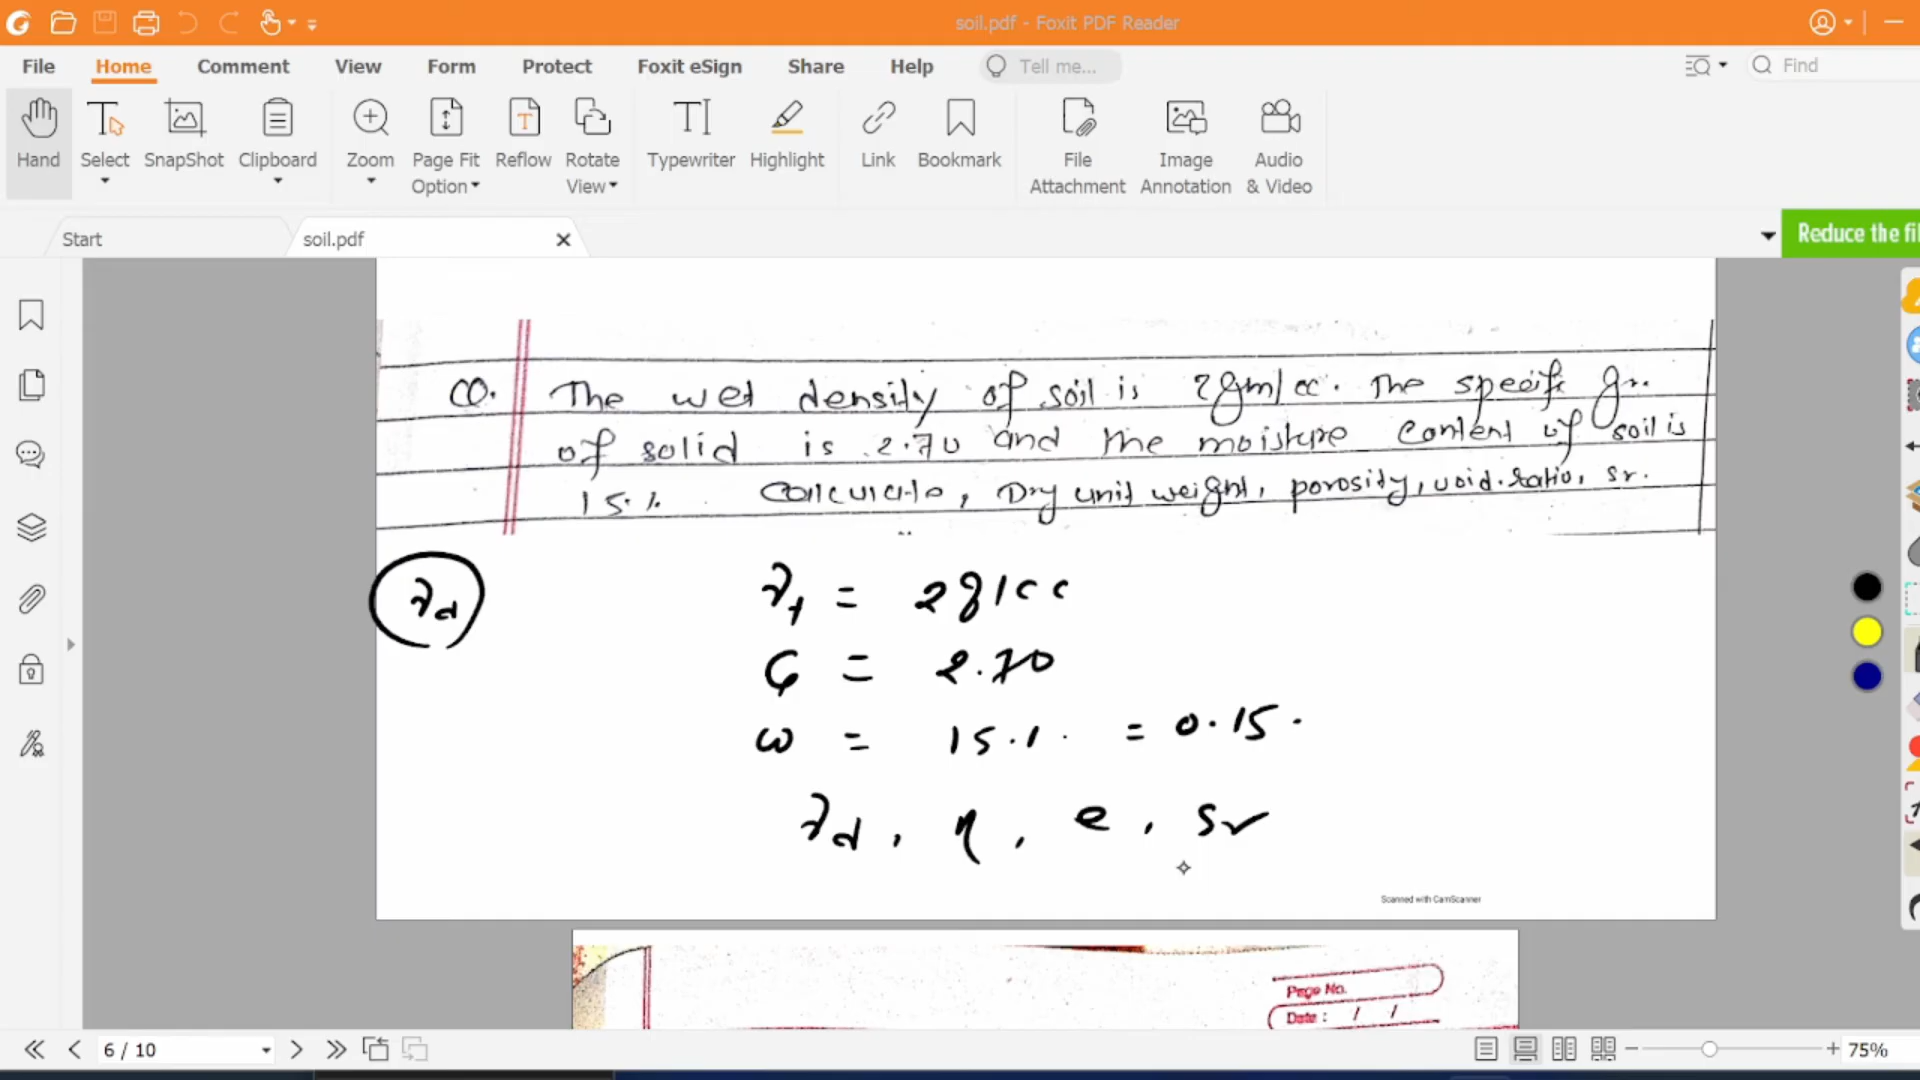 soil.pdf - Foxit PDF Reader
File Home Comment View Form Protect Foxit eSign Share Help Tell me... Find
Hand Select SnapShot Clipboard Zoom Page Fit Option Reflow Rotate View Typewriter Highlight Link Bookmark File Attachment Image Annotation Audio & Video
Start soil.pdf Reduce the fil
Q. The wet density of soil is 2gm/cc. The specifi gr.
of solid is 2.70 and the moisture content of soil is
15% Calculate, Dry unit weight, porosity, void ratio, Sr.
γd γt = 2g/cc
G = 2.70
ω = 15% = 0.15.
γd, η, e, Sr
Scanned with CamScanner
Page No.
Date : / /
6 / 10 75%